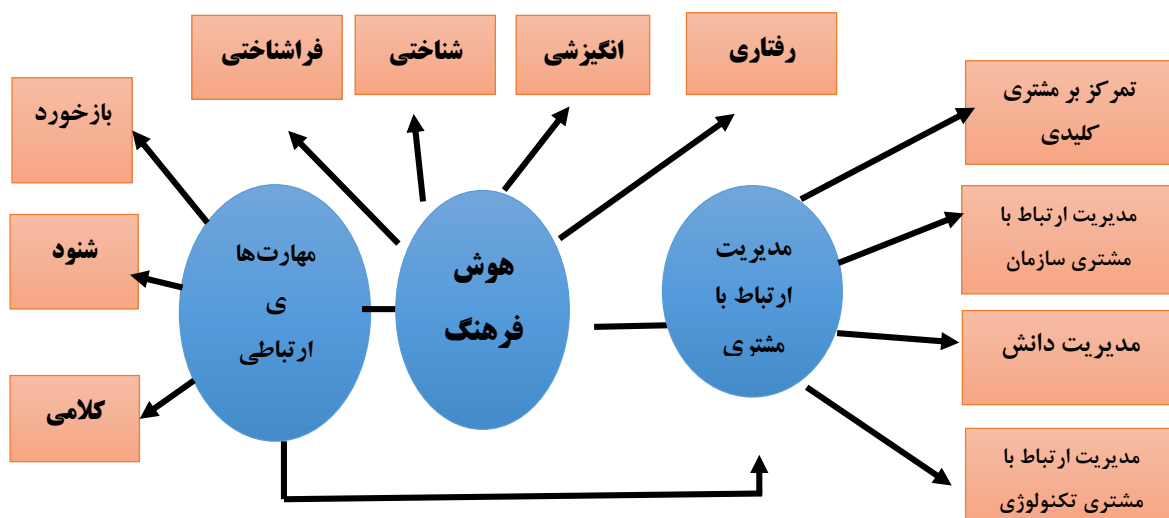 رفتاری
انگیزشی
شناختی
فراشناختی
تمرکز بر مشتری
کلیدی
مدیریت ارتباط با
مشتری سازمان
مدیریت دانش
مدیریت ارتباط با
مشتری تکنولوژی
مدیریت
ارتباط با
مشتری
هوش
فرهنگ
مهارت‌ها
ی
ارتباطی
بازخورد
شنود
کلامی